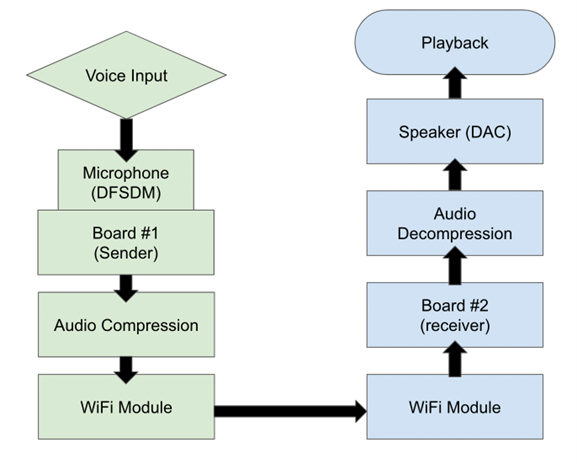 Voice Input
Microphone
(DFSDM)
Board #1
(Sender)
Audio Compression
WiFi Module
Playback
Speaker (DAC)
Audio
Decompression
Board #2
(receiver)
WiFi Module